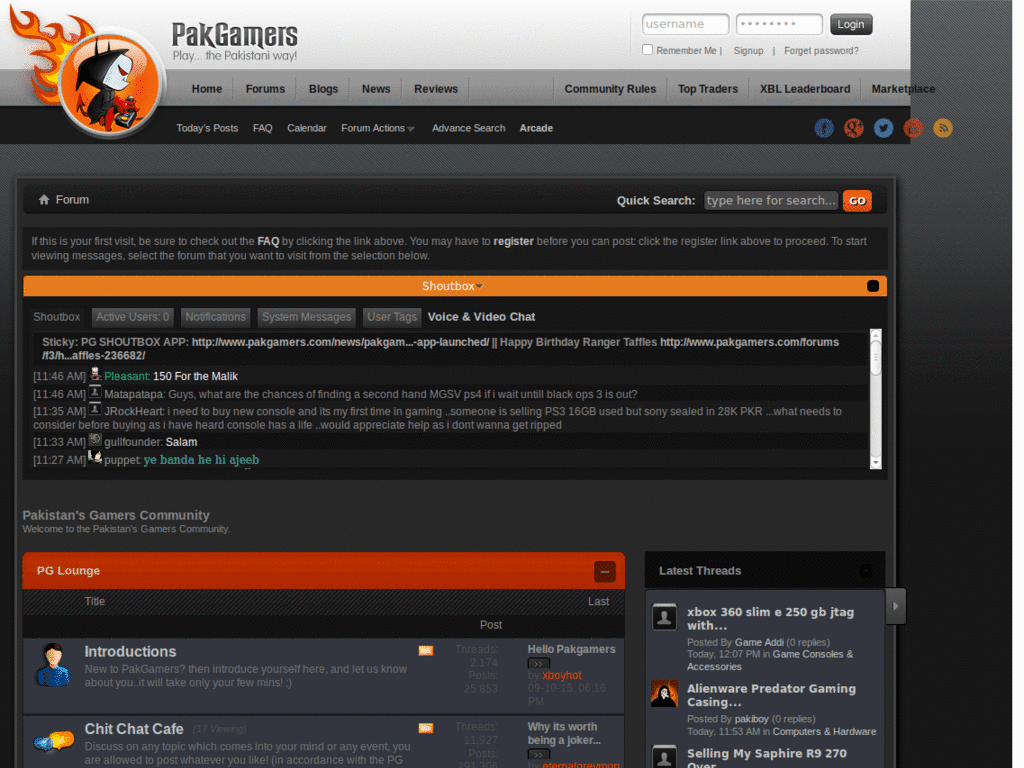 PakGamers
Play... the Pakistani way!
username
Login
Remember Me | Signup | Forget password?
Home Forums Blogs News Reviews Community Rules Top Traders XBL Leaderboard Marketplace
Today's Posts FAQ Calendar Forum Actions Advance Search Arcade
Forum Quick Search: type here for search... GO
If this is your first visit, be sure to check out the FAQ by clicking the link above. You may have to register before you can post: click the register link above to proceed. To start
viewing messages, select the forum that you want to visit from the selection below.
Shoutbox
Shoutbox Active Users: 0 Notifications System Messages User Tags Voice & Video Chat
Sticky: PG SHOUTBOX APP: http://www.pakgamers.com/news/pakgam...-app-launched/ || Happy Birthday Ranger Taffles http://www.pakgamers.com/forums
/f3/h...affles-236682/
[11:46 AM] Pleasant: 150 For the Malik
[11:46 AM] Matapatapa: Guys, what are the chances of finding a second hand MGSV ps4 if i wait untill black ops 3 is out?
[11:35 AM] JRockHeart: i need to buy new console and its my first time in gaming ..someone is selling PS3 16GB used but sony sealed in 28K PKR ...what needs to
consider before buying as i have heard console has a life ..would appreciate help as i dont wanna get ripped
[11:33 AM] gullfounder: Salam
[11:27 AM] puppet: ye banda he hi ajeeb
Pakistan's Gamers Community
Welcome to the Pakistan's Gamers Community.
PG Lounge
Title Last
Post
Introductions
New to PakGamers? then introduce yourself here, and let us know
about you..it will take only your few mins! ;)
Threads:
2,174
Posts:
25,853
Hello Pakgamers
by xboyhot
09-10-15, 06:16
PM
Chit Chat Cafe (17 Viewing)
Discuss on any topic which comes into your mind or any event, you
are allowed to post whatever you like! (in accordance with the PG
Threads:
11,927
Posts:
291,306
Why its worth
being a joker...
by eternalgreymon
Latest Threads
xbox 360 slim e 250 gb jtag
with...
Posted By Game Addi (0 replies)
Today, 12:07 PM in Game Consoles &
Accessories
Alienware Predator Gaming
Casing...
Posted By pakiboy (0 replies)
Today, 11:53 AM in Computers & Hardware
Selling My Saphire R9 270
Over